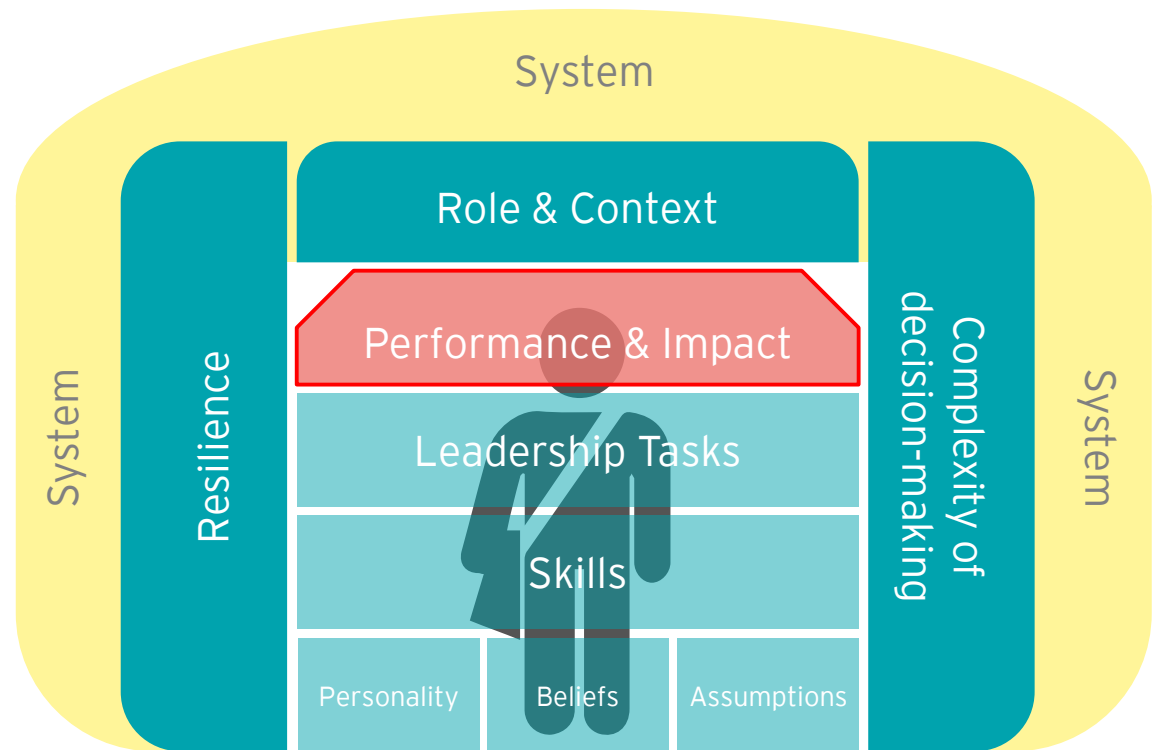 System
Role & Context
Performance & Impact
Leadership Tasks
Skills
Personality
Beliefs
Assumptions
Resilience
Complexity of
decision-making
System
System